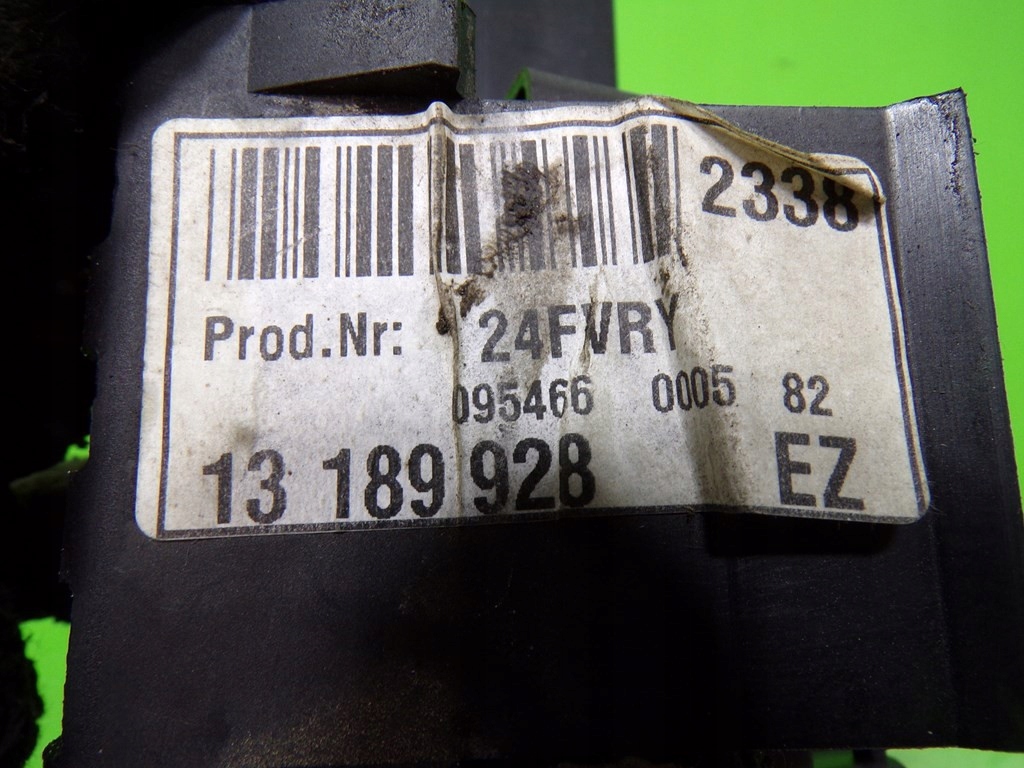 2338
Prod.Nr: 24FVRY
095466 0005 82
13 189 928 EZ